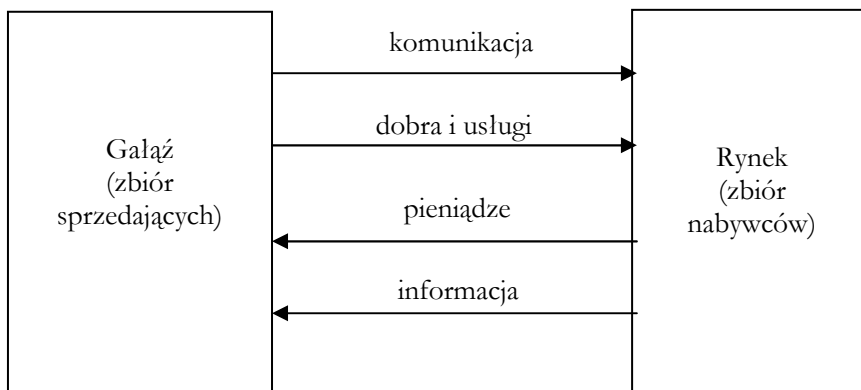 komunikacja
dobra i usługi
Gałąź
(zbiór
sprzedających)
pieniądze
informacja
Rynek
(zbiór
nabywców)